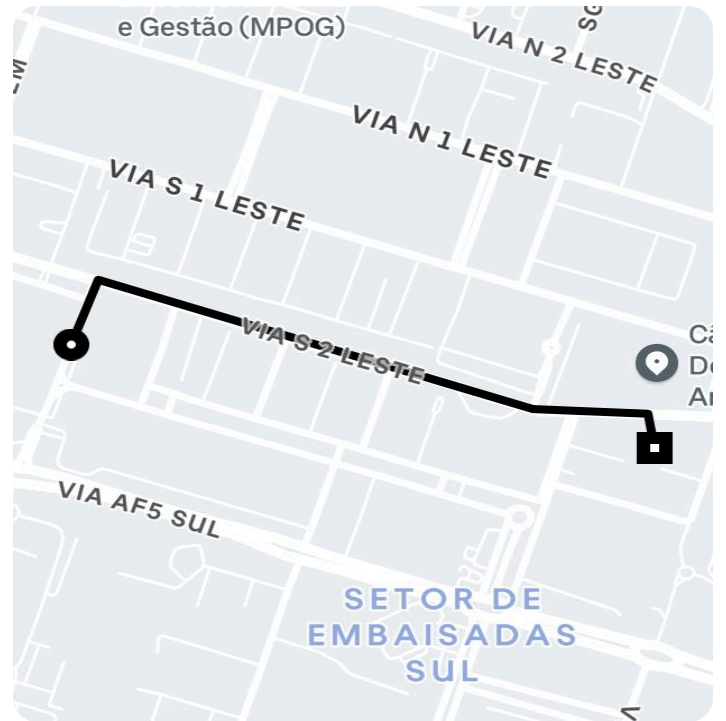 e Gestão (MPOG)
VIA N 2 LESTE
VIA N 1 LESTE
VIA S 1 LESTE
VIA S 2 LESTE
VIA AF5 SUL
SETOR DE
EMBAISADAS
SUL